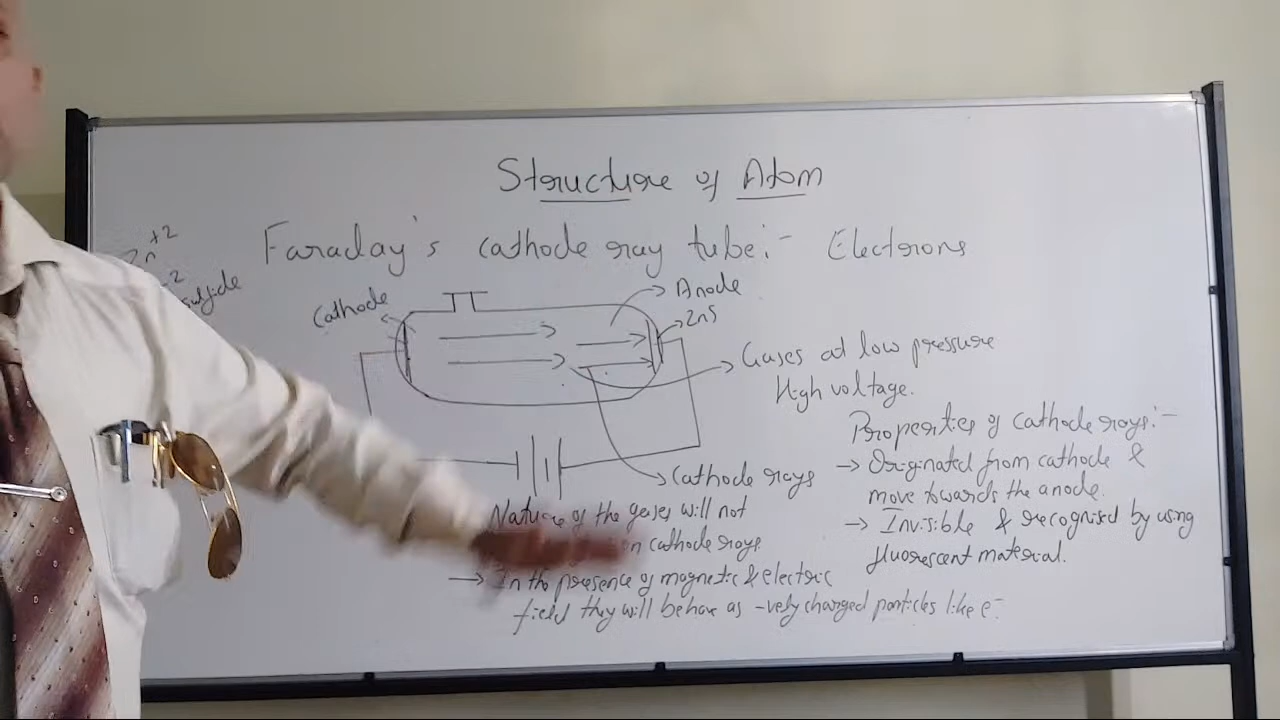 Structure of Atom
Faraday's cathode ray tube:- Electrons
+2
-2
sulfide
Cathode
Anode
ZnS
Gases at low pressure
High voltage.
Cathode rays
Properties of cathode rays:-
→ Originated from cathode &
move towards the anode.
→ Invisible & recognised by using
fluorescent material.
Nature of the gases will not
cathode rays
→ In the presence of magnetic & electric
field they will behave as -vely charged particles like e-